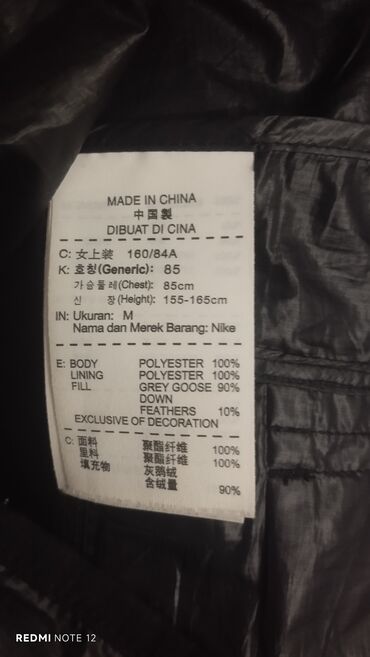 MADE IN CHINA
中国製
DIBUAT DI CINA
C: 女上装 160/84A
K: 호칭(Generic): 85
가슴둘레(Chest): 85cm
신 장(Height): 155-165cm
IN: Ukuran: M
Nama dan Merek Barang: Nike
E: BODY POLYESTER 100%
LINING POLYESTER 100%
FILL GREY GOOSE 90%
DOWN
FEATHERS 10%
EXCLUSIVE OF DECORATION
C: 面料 聚酯纤维 100%
里料 聚酯纤维 100%
填充物 灰鹅绒
含绒量 90%
REDMI NOTE 12